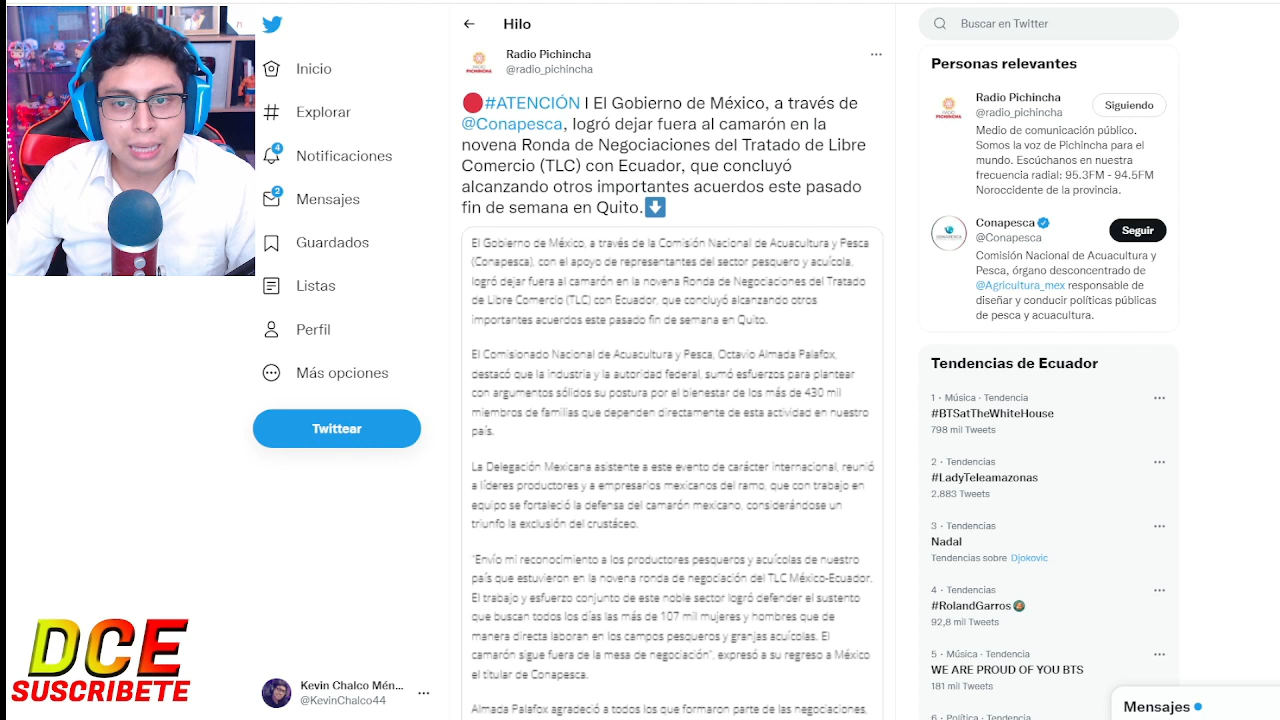 Inicio
Explorar
4
Notificaciones
2
Mensajes
Guardados
Listas
Perfil
Más opciones
Twittear
DCE
SUSCRIBETE
Kevin Chalco Mén...
@KevinChalco44
Hilo
RADIO
PICHINCHA
Radio Pichincha
@radio_pichincha
#ATENCIÓN | El Gobierno de México, a través de
@Conapesca, logró dejar fuera al camarón en la
novena Ronda de Negociaciones del Tratado de Libre
Comercio (TLC) con Ecuador, que concluyó
alcanzando otros importantes acuerdos este pasado
fin de semana en Quito.
El Gobierno de México, a través de la Comisión Nacional de Acuacultura y Pesca
(Conapesca), con el apoyo de representantes del sector pesquero y acuícola,
logró dejar fuera al camarón en la novena Ronda de Negociaciones del Tratado
de Libre Comercio (TLC) con Ecuador, que concluyó alcanzando otros
importantes acuerdos este pasado fin de semana en Quito.
El Comisionado Nacional de Acuacultura y Pesca, Octavio Almada Palafox,
destacó que la industria y la autoridad federal, sumó esfuerzos para plantear
con argumentos sólidos su postura por el bienestar de los más de 430 mil
miembros de familias que dependen directamente de esta actividad en nuestro
país.
La Delegación Mexicana asistente a este evento de carácter internacional, reunió
a líderes productores y a empresarios mexicanos del ramo, que con trabajo en
equipo se fortaleció la defensa del camarón mexicano, considerándose un
triunfo la exclusión del crustáceo.
"Envío mi reconocimiento a los productores pesqueros y acuícolas de nuestro
país que estuvieron en la novena ronda de negociación del TLC México-Ecuador.
El trabajo y esfuerzo conjunto de este noble sector logró defender el sustento
que buscan todos los días las más de 107 mil mujeres y hombres que de
manera directa laboran en los campos pesqueros y granjas acuícolas. El
camarón sigue fuera de la mesa de negociación", expresó a su regreso a México
el titular de Conapesca.
Almada Palafox agradeció a todos los que formaron parte de las negociaciones,
Buscar en Twitter
Personas relevantes
RADIO
PICHINCHA
Radio Pichincha
@radio_pichincha
Siguiendo
Medio de comunicación público.
Somos la voz de Pichincha para el
mundo. Escúchanos en nuestra
frecuencia radial: 95.3FM - 94.5FM
Noroccidente de la provincia.
Conapesca
@Conapesca
Seguir
Comisión Nacional de Acuacultura y
Pesca, órgano desconcentrado de
@Agricultura_mex responsable de
diseñar y conducir políticas públicas
de pesca y acuacultura.
Tendencias de Ecuador
1 · Música · Tendencia
#BTSatTheWhiteHouse
798 mil Tweets
2 · Tendencias
#LadyTeleamazonas
2.883 Tweets
3 · Tendencias
Nadal
Tendencias sobre Djokovic
4 · Tendencias
#RolandGarros
92,8 mil Tweets
5 · Música · Tendencia
WE ARE PROUD OF YOU BTS
181 mil Tweets
6 · Política · Tendencia
Mensajes